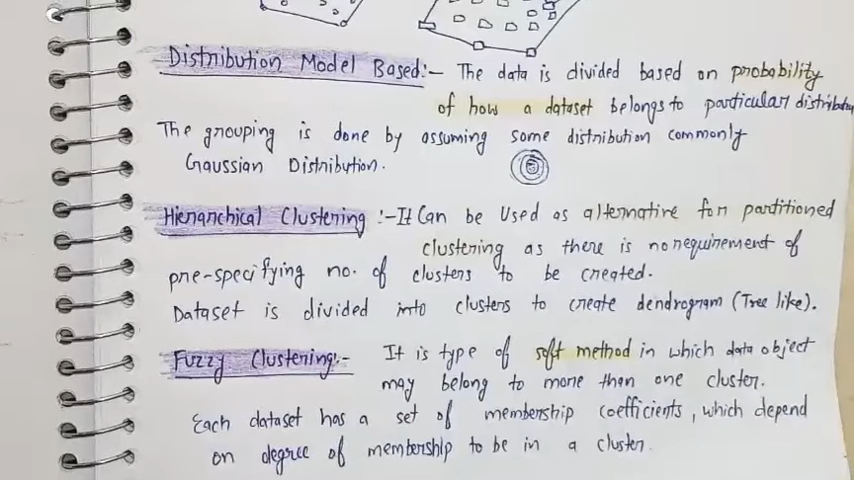 Distribution Model Based:- The data is divided based on probability
of how a dataset belongs to particular distribution
The grouping is done by assuming some distribution commonly
Gaussian Distribution.
Hierarchical Clustering :- It Can be Used as alternative for partitioned
clustering as there is no requirement of
pre-specifying no. of clusters to be created.
Dataset is divided into clusters to create dendrogram (Tree like).
Fuzzy Clustering:- It is type of soft method in which data object
may belong to more than one cluster.
Each dataset has a set of membership coefficients, which depend
on degree of membership to be in a cluster.